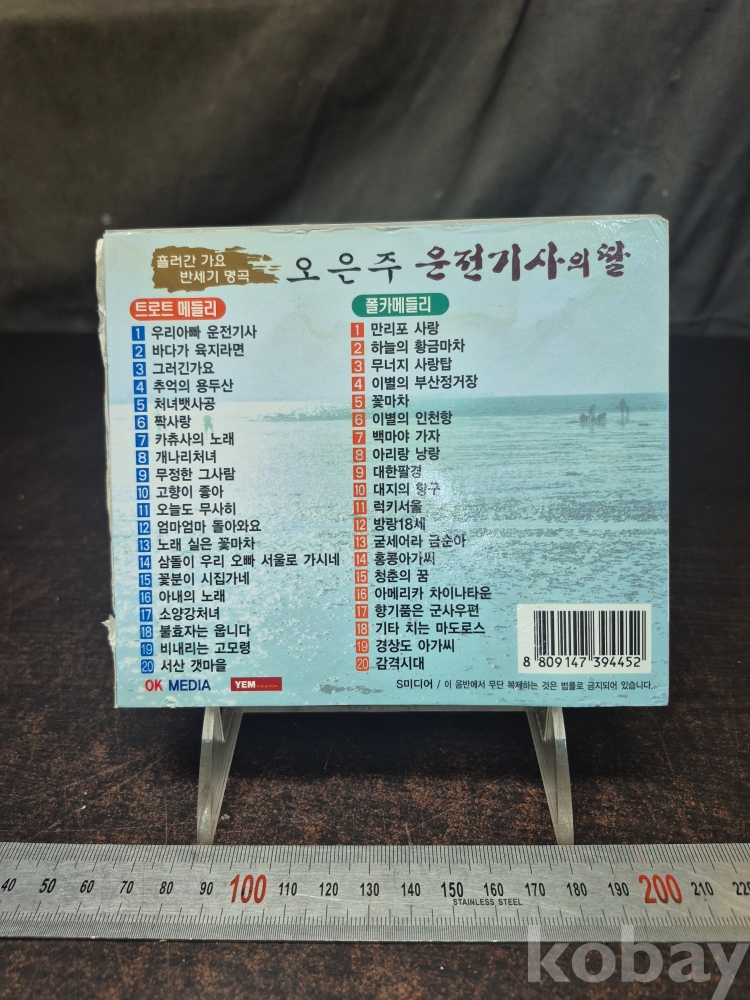 흘러간 가요
반세기 명곡
오은주 운전기사의 딸
트로트 메들리
1 우리아빠 운전기사
2 바다가 육지라면
3 그러긴가요
4 추억의 용두산
5 처녀뱃사공
6 짝사랑
7 카츄사의 노래
8 개나리처녀
9 무정한 그사람
10 고향이 좋아
11 오늘도 무사히
12 엄마엄마 돌아와요
13 노래 실은 꽃마차
14 삼돌이 우리 오빠 서울로 가시네
15 꽃분이 시집가네
16 아내의 노래
17 소양강처녀
18 불효자는 웁니다
19 비내리는 고모령
20 서산 갯마을
폴카메들리
1 만리포 사랑
2 하늘의 황금마차
3 무너지 사랑탑
4 이별의 부산정거장
5 꽃마차
6 이별의 인천항
7 백마야 가자
8 아리랑 낭랑
9 대한팔경
10 대지의 항구
11 럭키서울
12 방랑18세
13 굳세어라 금순아
14 홍콩아가씨
15 청춘의 꿈
16 아메리카 차이나타운
17 향기품은 군사우편
18 기타 치는 마도로스
19 경상도 아가씨
20 감격시대
8 809147 394452
OK MEDIA
YEM
S미디어 / 이 음반에서 무단 복제하는 것은 법률로 금지되어 있습니다.
40 50 60 70 80 90 100 110 120 130 140 150 160 170 180 190 200 210
STAINLESS STEEL
kobay